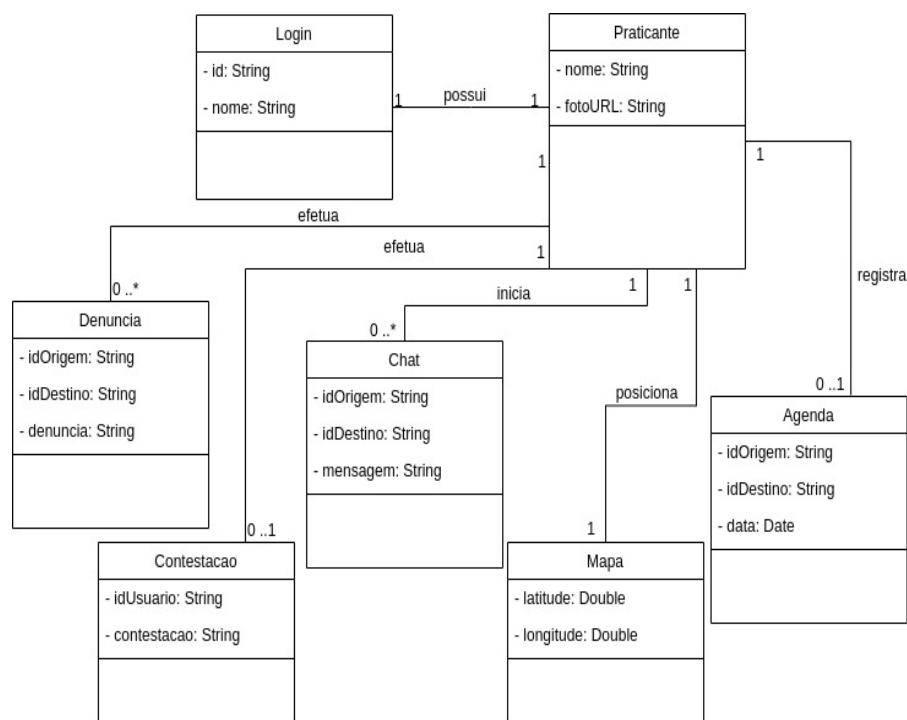 Login
- id: String
- nome: String
Praticante
- nome: String
- fotoURL: String
1
possui
1
1
1
efetua
efetua
1
1
1
registra
0 ..*
inicia
0 ..*
Denuncia
- idOrigem: String
- idDestino: String
- denuncia: String
Chat
- idOrigem: String
- idDestino: String
- mensagem: String
posiciona
0 ..1
Agenda
- idOrigem: String
- idDestino: String
- data: Date
0 ..1
1
Contestacao
- idUsuario: String
- contestacao: String
Mapa
- latitude: Double
- longitude: Double